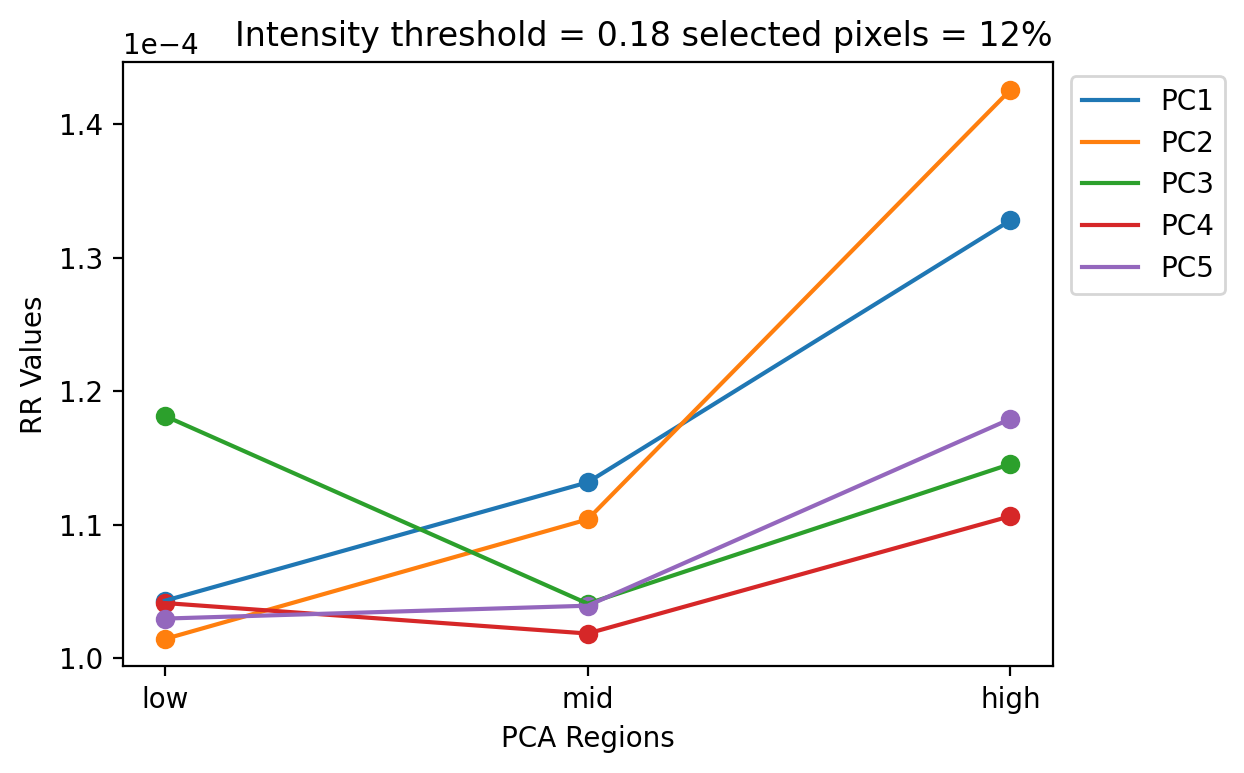 1e−4 Intensity threshold = 0.18 selected pixels = 12%
PC1
PC2
PC3
PC4
PC5
1.4
1.3
1.2
1.1
1.0
RR Values
low mid high
PCA Regions